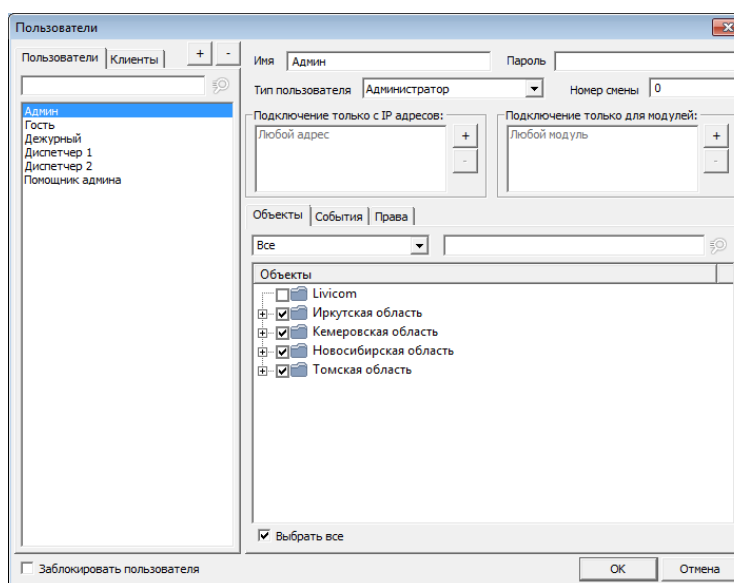 Пользователи
Пользователи Клиенты + -
Админ
Гость
Дежурный
Диспетчер 1
Диспетчер 2
Помощник админа
Заблокировать пользователя
Имя Админ Пароль
Тип пользователя Администратор Номер смены 0
Подключение только с IP адресов: Подключение только для модулей:
Любой адрес + Любой модуль +
- -
Объекты События Права
Все
Объекты
Livicom
Иркутская область
Кемеровская область
Новосибирская область
Томская область
Выбрать все
OK Отмена